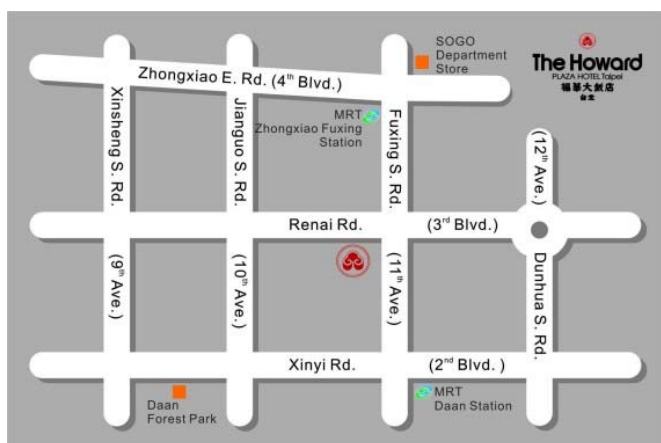 SOGO
Department
Store
The Howard
PLAZA HOTEL Taipei
福華大飯店
台北
Zhongxiao E. Rd. (4th Blvd.)
MRT
Zhongxiao Fuxing
Station
Xinsheng S. Rd.
(9th Ave.)
Jianguo S. Rd.
(10th Ave.)
Fuxing S. Rd.
(11th Ave.)
(12th Ave.)
Dunhua S. Rd.
Renai Rd. (3rd Blvd.)
Xinyi Rd. (2nd Blvd. )
Daan
Forest Park
MRT
Daan Station